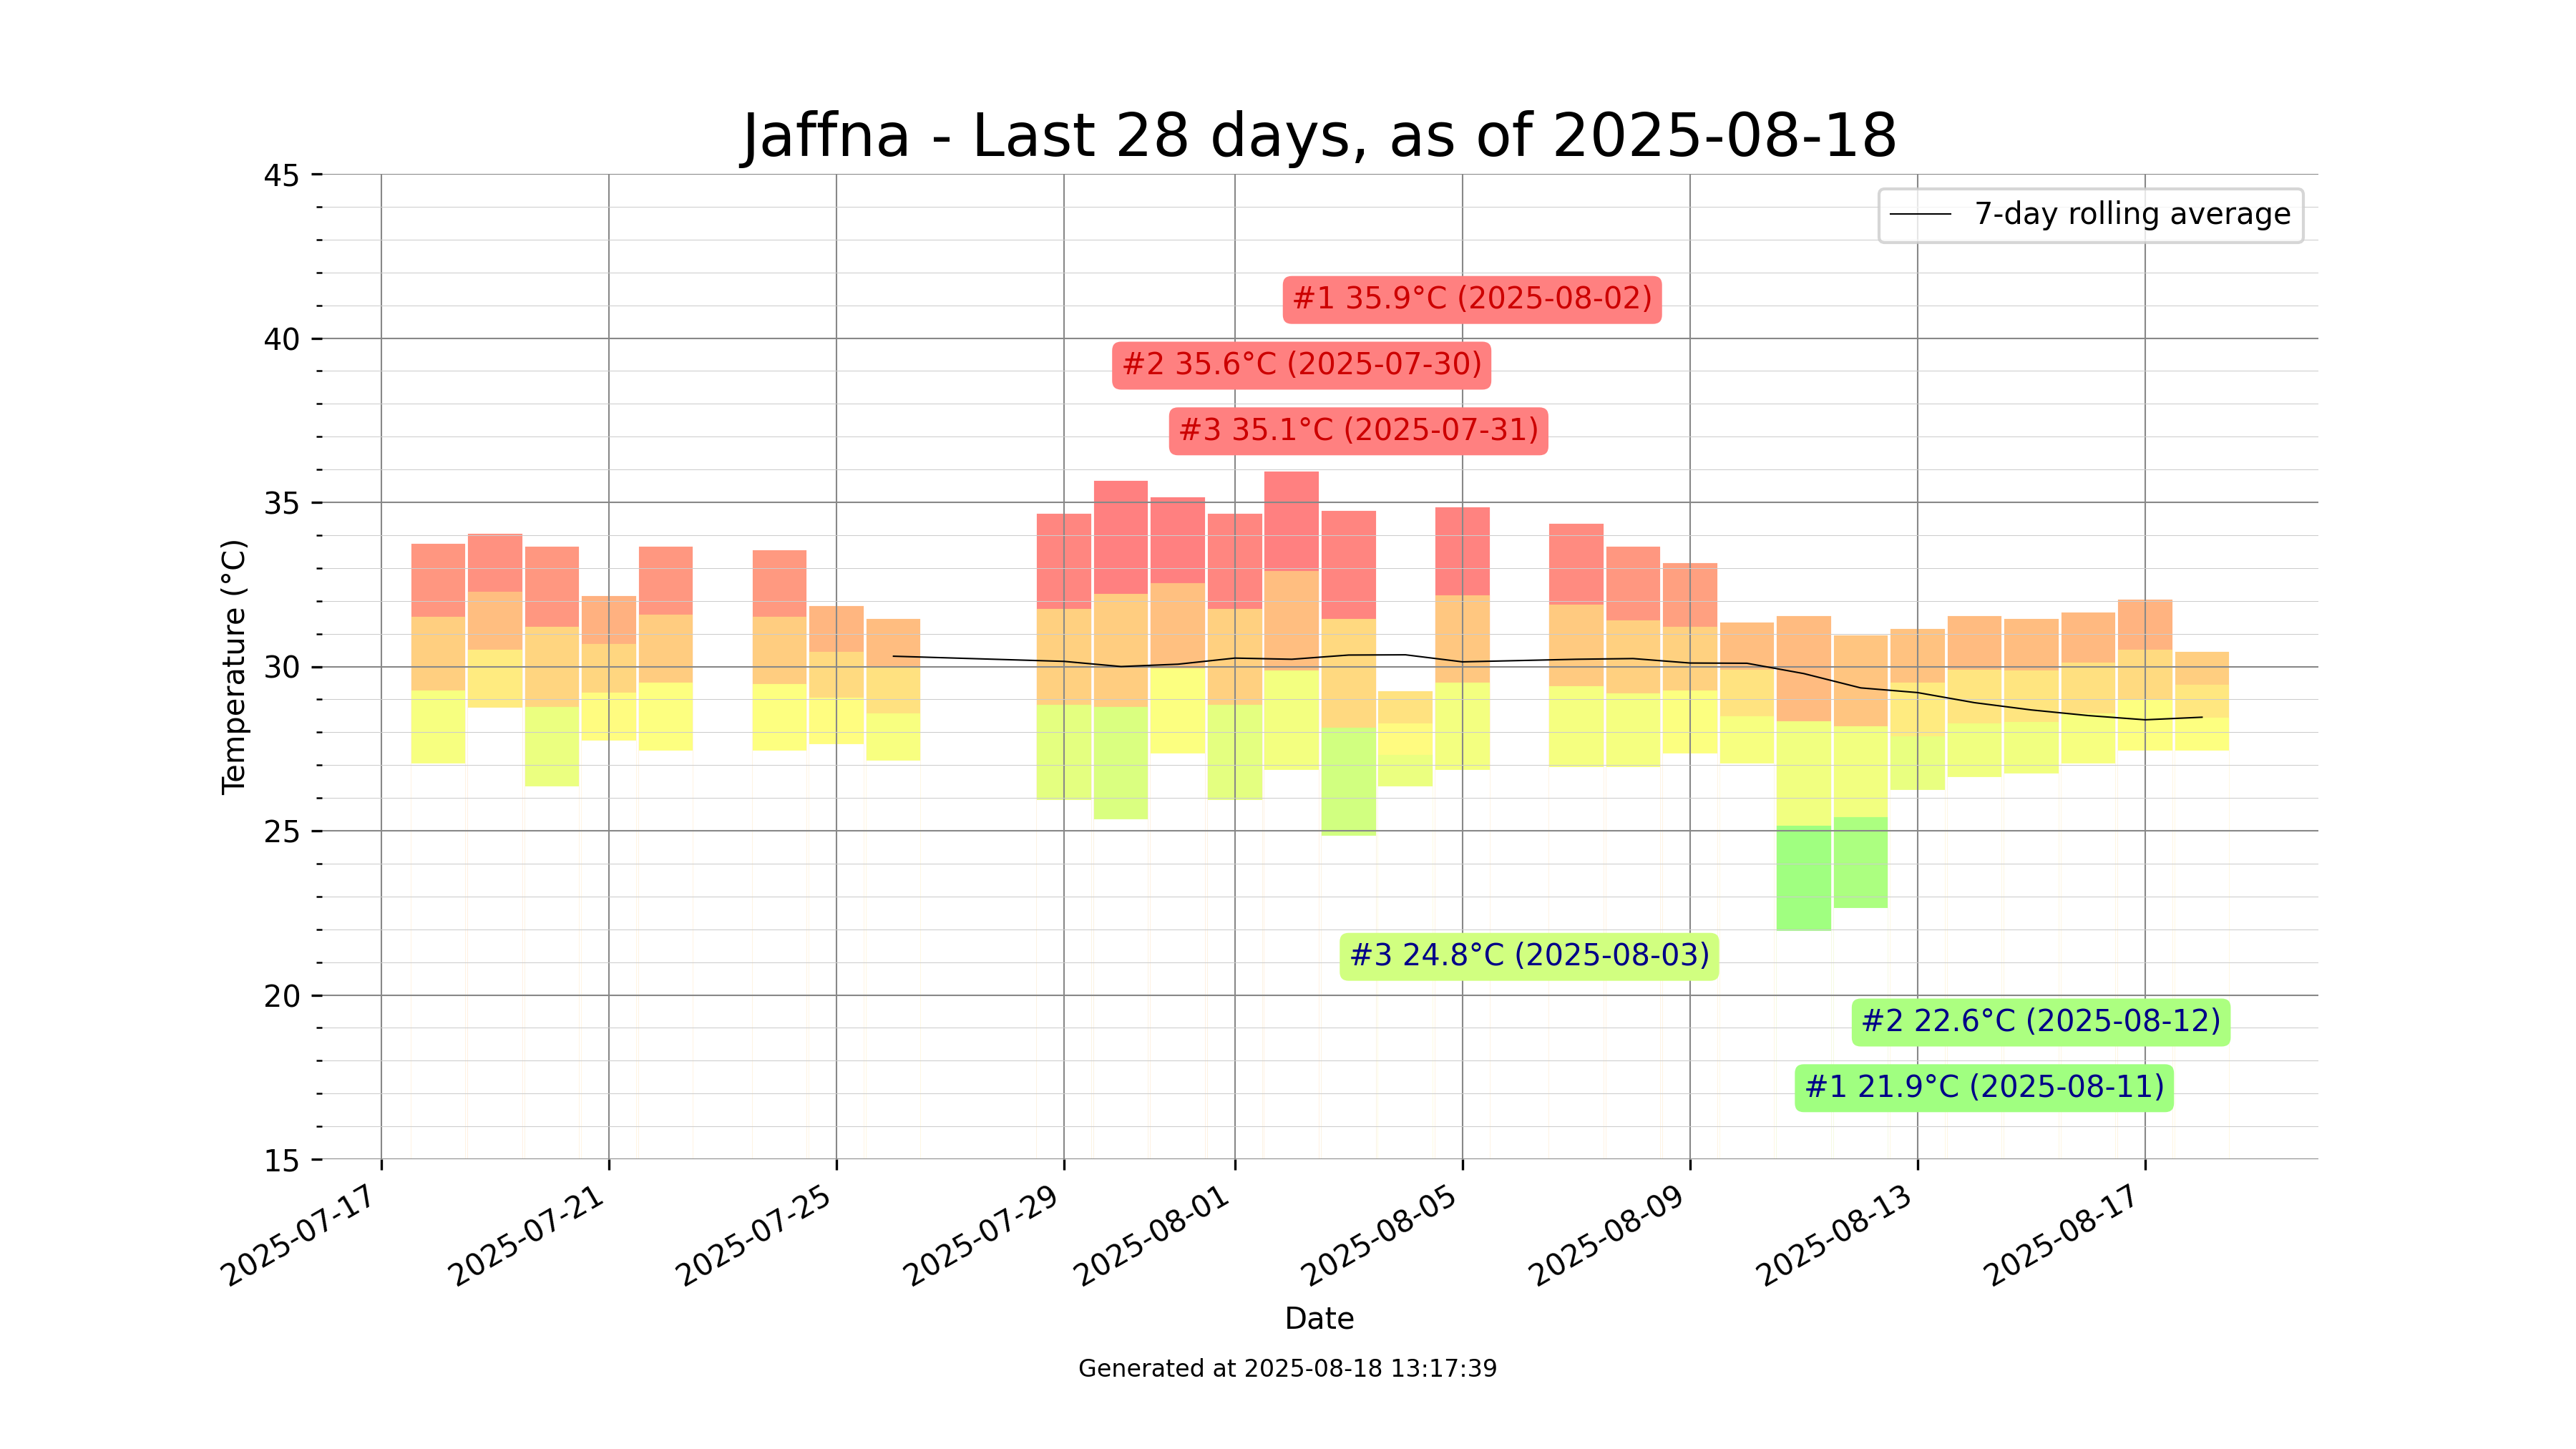 Jaffna - Last 28 days, as of 2025-08-18
45
7-day rolling average
#1 35.9°C (2025-08-02)
40
#2 35.6°C (2025-07-30)
#3 35.1°C (2025-07-31)
35
30
Temperature (°C)
25
#3 24.8°C (2025-08-03)
20
#2 22.6°C (2025-08-12)
#1 21.9°C (2025-08-11)
15
2025-07-17
2025-07-21
2025-07-25
2025-07-29
2025-08-01
2025-08-05
2025-08-09
2025-08-13
2025-08-17
Date
Generated at 2025-08-18 13:17:39